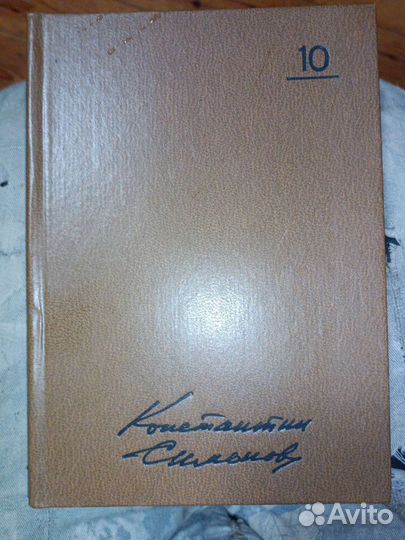 10
Константин
Симонов
Avito